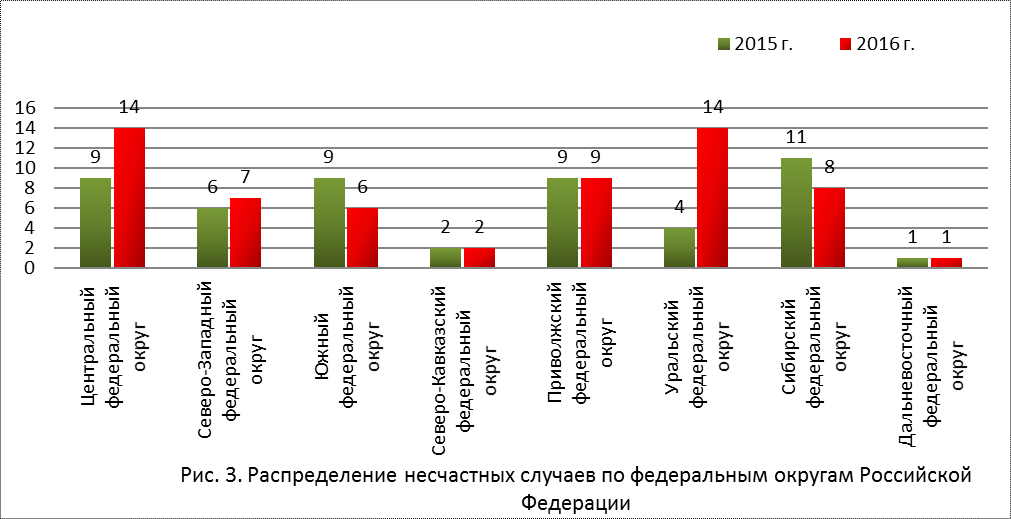 2015 г.
2016 г.
16
14
12
10
8
6
4
2
0
9
14
6
7
9
6
2
2
9
9
4
14
11
8
1
1
Центральный
федеральный
округ
Северо-Западный
федеральный
округ
Южный
федеральный
округ
Северо-Кавказский
федеральный
округ
Приволжский
федеральный
округ
Уральский
федеральный
округ
Сибирский
федеральный
округ
Дальневосточный
федеральный
округ
Рис. 3. Распределение несчастных случаев по федеральным округам Российской
Федерации